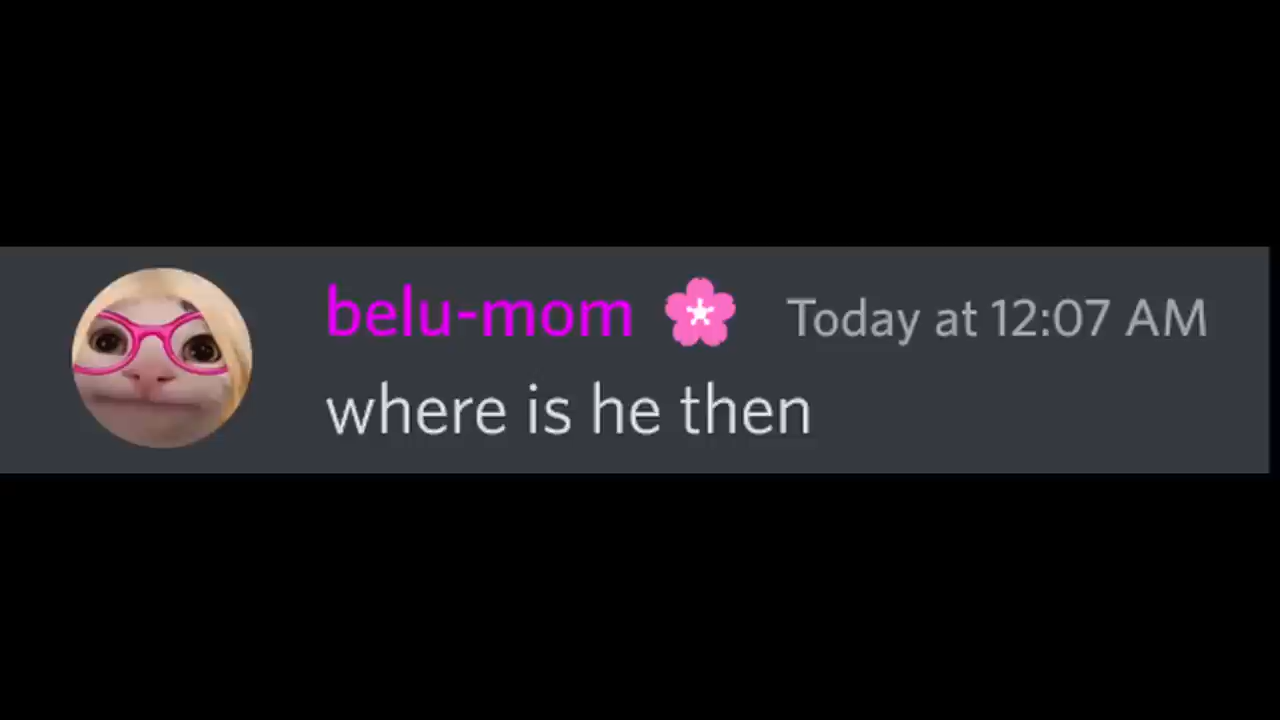 belu-mom 🌸 Today at 12:07 AM
where is he then